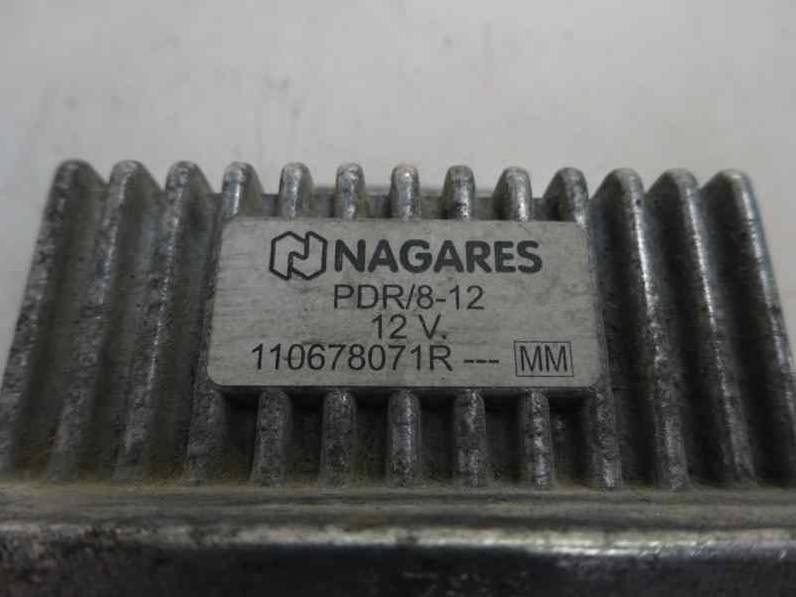 NAGARES
PDR/8-12
12 V.
110678071R --- MM